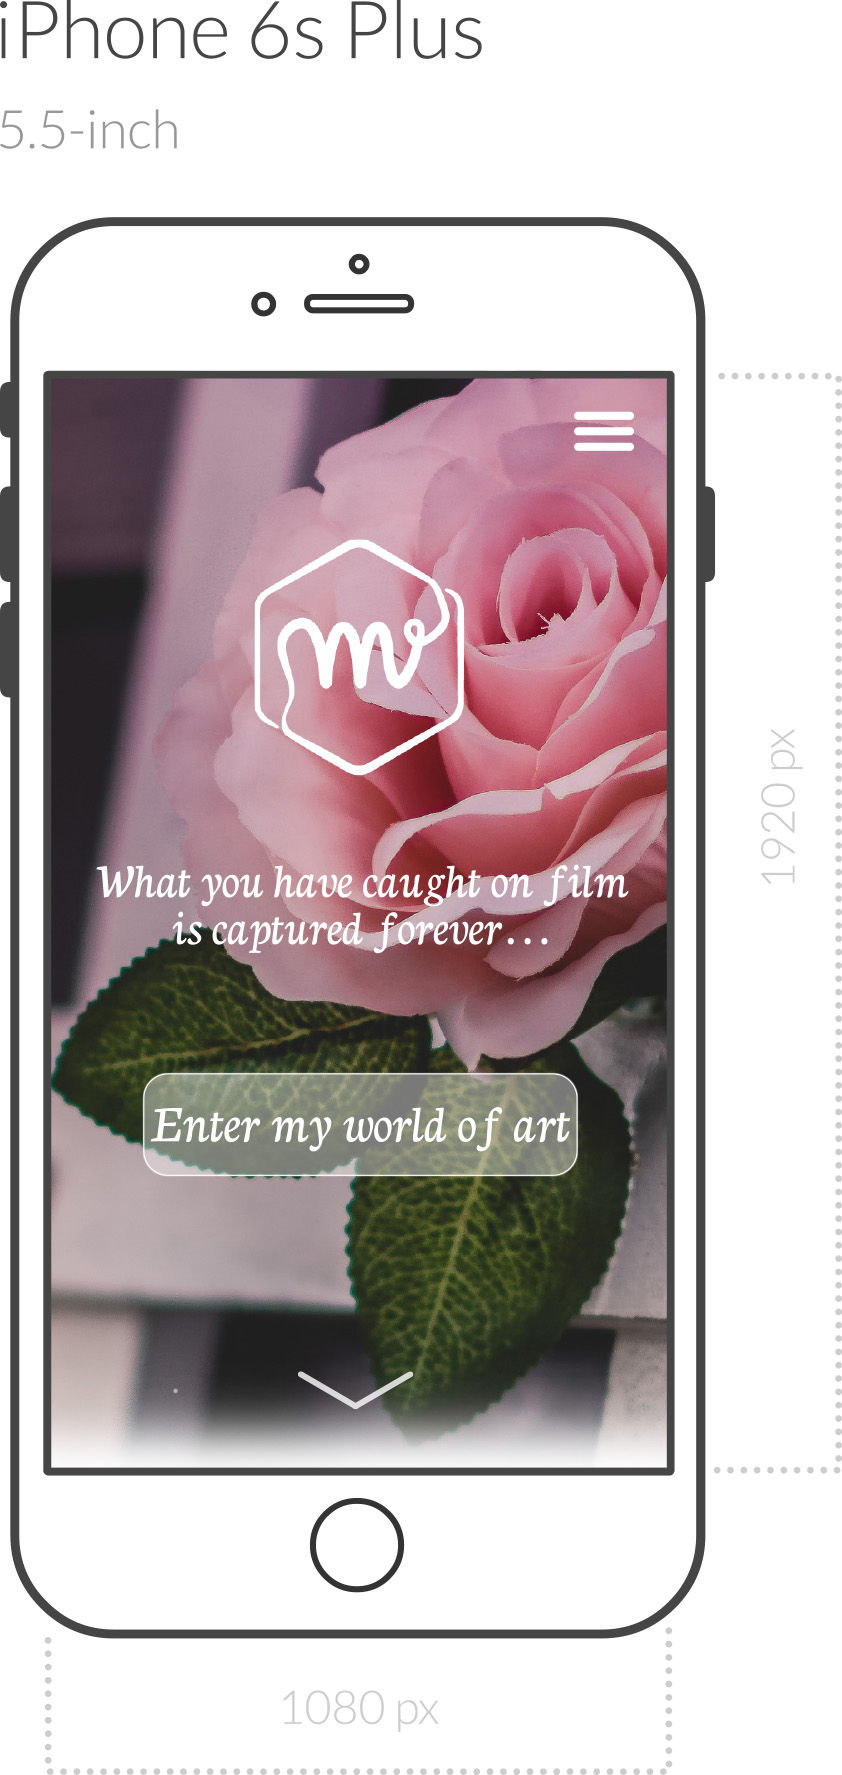 iPhone 6s Plus
5.5-inch
What you have caught on film
is captured forever...
Enter my world of art
1920 px
1080 px